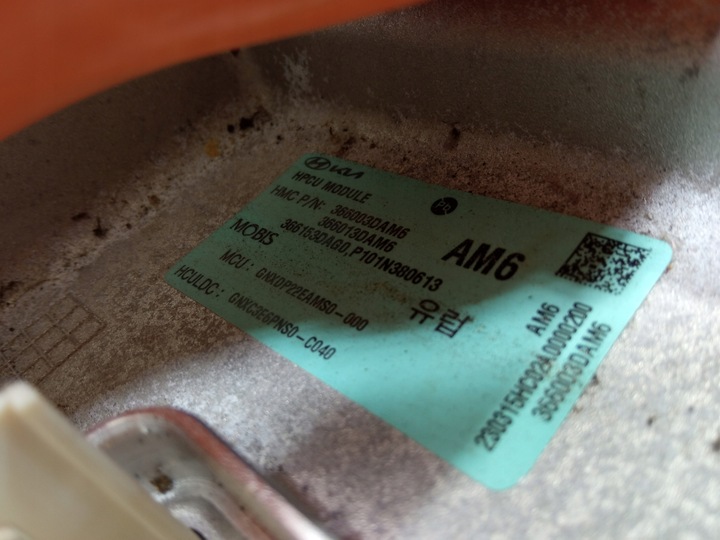 KIA
HPCU MODULE
HMC P/N: 366003DAM6
366013DAM6
366153DAG0,P101N380613
MOBIS
AM6
유럽
MCU : GNXDP22EAMS0-000
HCULDC : GNXC3EGPNS0-C040
AM6
230315HC02A0000200
366003DAM6